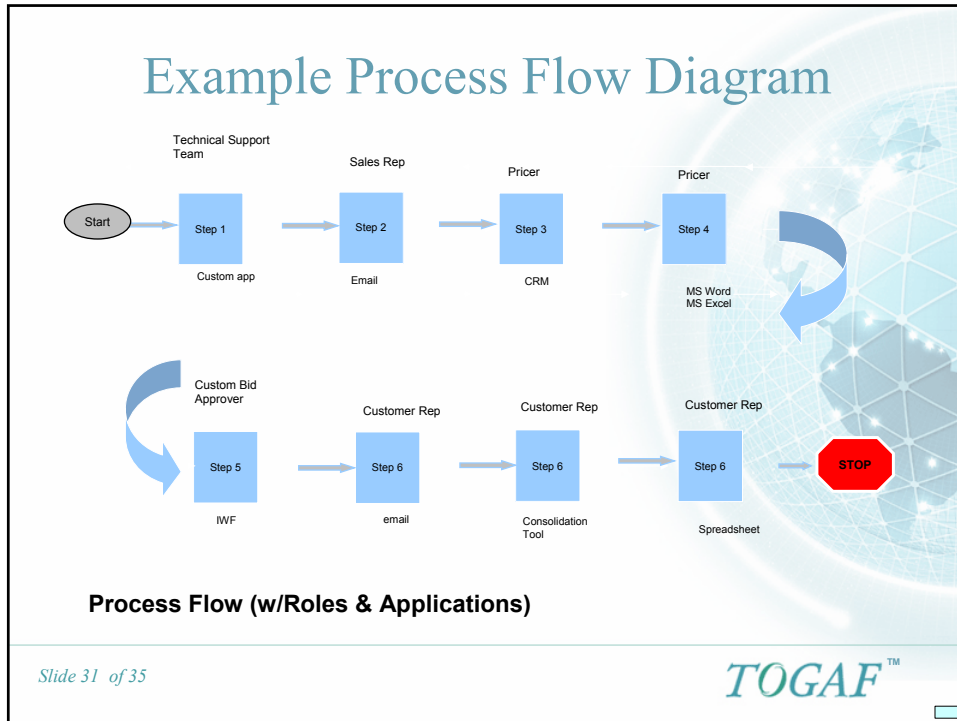 Example Process Flow Diagram
Technical Support
Team
Sales Rep
Pricer
Pricer
Start
Step 1
Step 2
Step 3
Step 4
Custom app
Email
CRM
MS Word
MS Excel
Custom Bid
Approver
Customer Rep
Customer Rep
Customer Rep
Step 5
Step 6
Step 6
Step 6
STOP
IWF
email
Consolidation
Tool
Spreadsheet
Process Flow (w/Roles & Applications)
Slide 31 of 35
TOGAF™